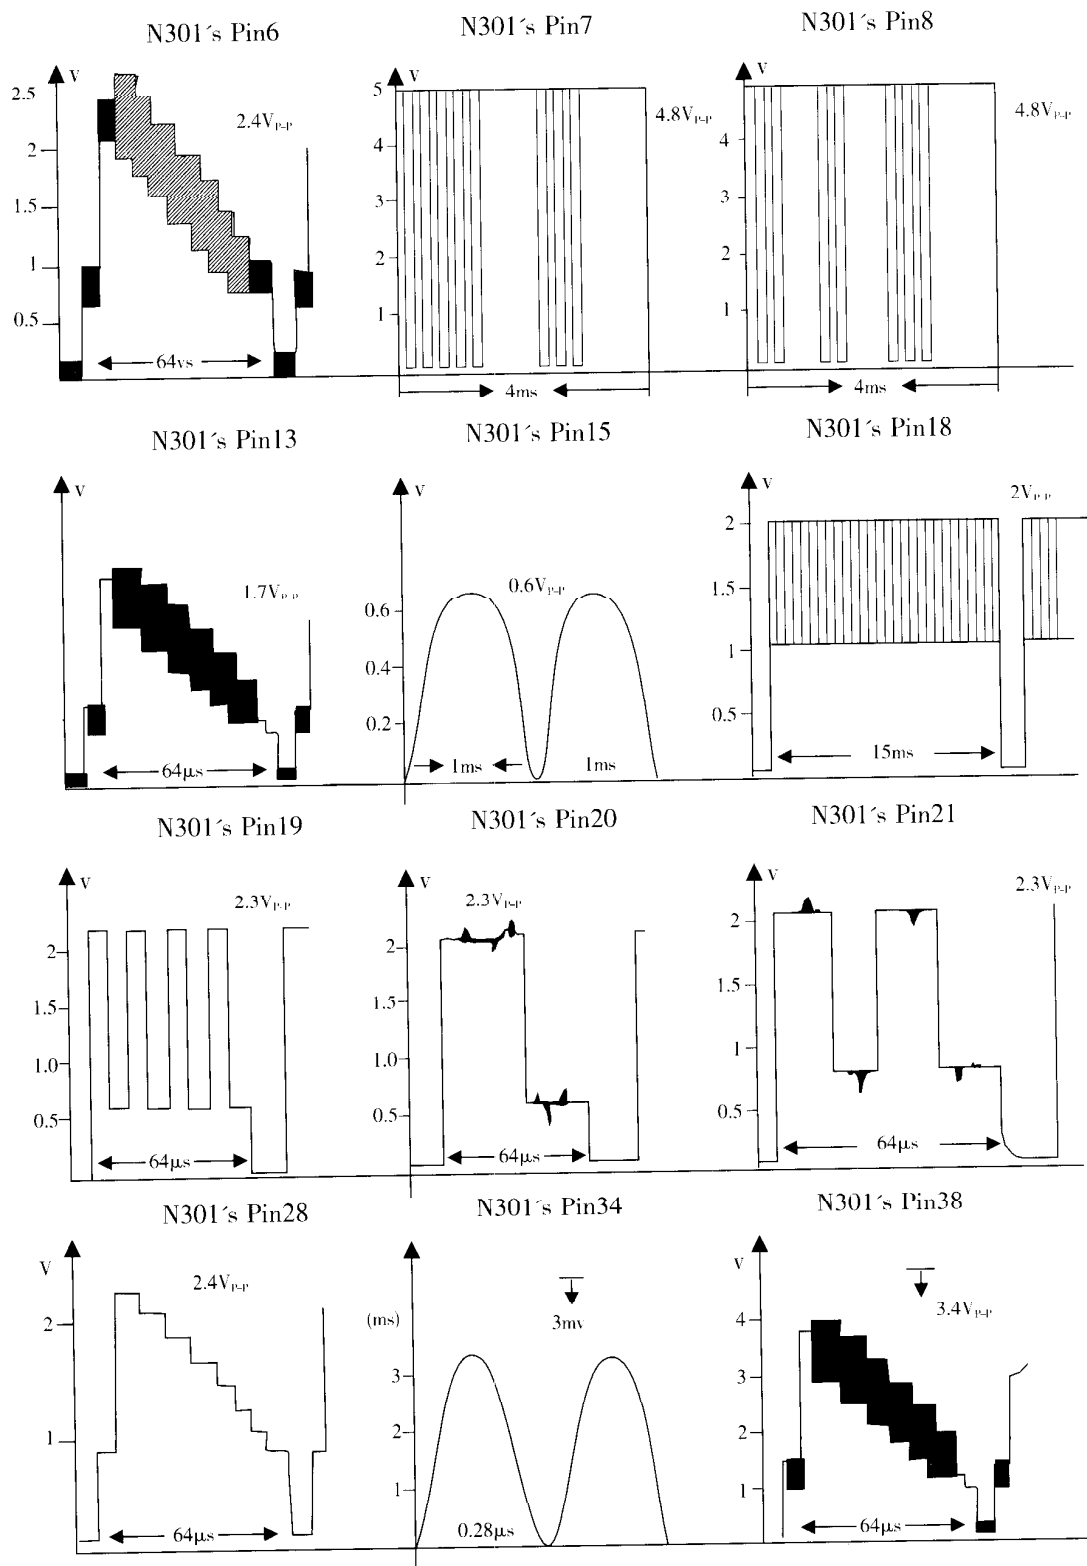 N301´s Pin6
N301´s Pin7
N301´s Pin8
V
2.5
2
1.5
1
0.5
2.4VP-P
64vs
5
4
3
2
1
4.8VP-P
4ms
V
4
3
2
1
4.8VP-P
4ms
N301´s Pin13
N301´s Pin15
N301´s Pin18
V
1.7VP-P
64μs
V
0.6
0.4
0.2
0.6VP-P
1ms
1ms
V
2
1.5
1
0.5
2VP-P
15ms
N301´s Pin19
N301´s Pin20
N301´s Pin21
V
2
1.5
1.0
0.5
2.3VP-P
64μs
V
2
1.5
1.0
0.5
2.3VP-P
64μs
V
2
1.5
1
0.5
2.3VP-P
64μs
N301´s Pin28
N301´s Pin34
N301´s Pin38
V
2
1
2.4VP-P
64μs
(ms)
3
2
1
3mv
0.28μs
V
4
3
2
1
3.4VP-P
64μs